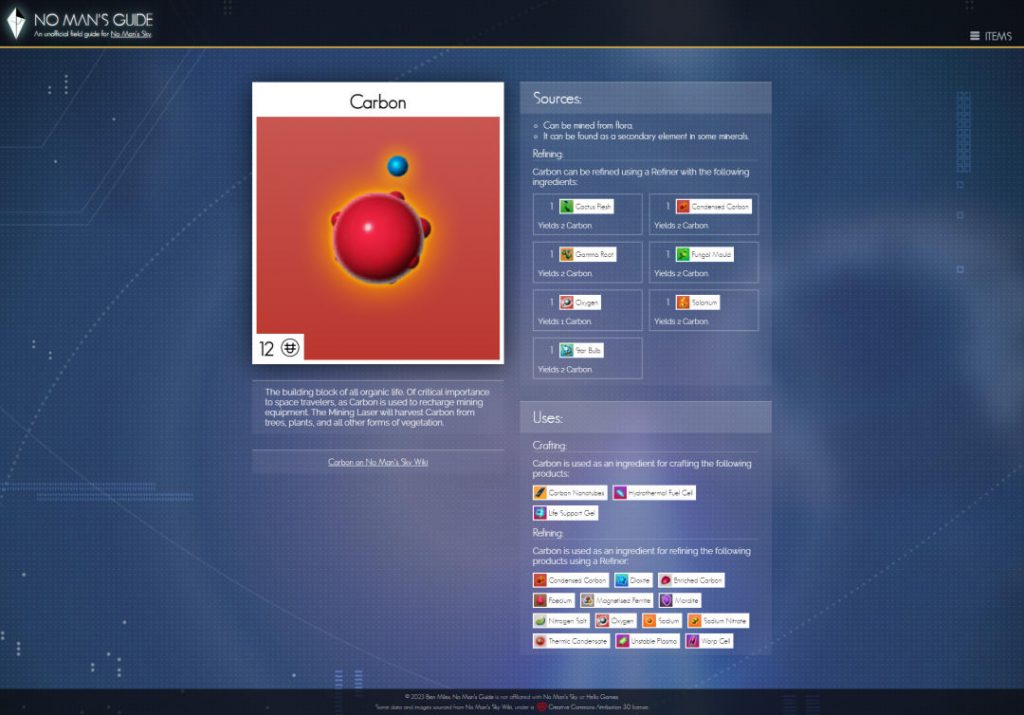 NO MAN'S GUIDE
An unofficial field guide for No Man's Sky.
ITEMS
Carbon
12
The building block of all organic life. Of critical importance
to space travelers, as Carbon is used to recharge mining
equipment. The Mining Laser will harvest Carbon from
trees, plants, and all other forms of vegetation.
Carbon on No Man's Sky Wiki
Sources:
Can be mined from flora.
It can be found as a secondary element in some minerals.
Refining:
Carbon can be refined using a Refiner with the following
ingredients:
1 Cactus Flesh
Yields 2 Carbon.
1 Condensed Carbon
Yields 2 Carbon.
1 Gamma Root
Yields 2 Carbon.
1 Fungal Mould
Yields 2 Carbon.
1 Oxygen
Yields 1 Carbon.
1 Solanium
Yields 2 Carbon.
1 Star Bulb
Yields 2 Carbon.
Uses:
Crafting:
Carbon is used as an ingredient for crafting the following
products:
Carbon Nanotubes Hydrothermal Fuel Cell
Life Support Gel
Refining:
Carbon is used as an ingredient for refining the following
products using a Refiner:
Condensed Carbon Dioxite Enriched Carbon
Faecium Magnetised Ferrite Mordite
Nitrogen Salt Oxygen Sodium Sodium Nitrate
Thermic Condensate Unstable Plasma Warp Cell
© 2023 Ben Miles. No Man's Guide is not affiliated with No Man's Sky or Hello Games.
Some data and images sourced from No Man's Sky Wiki, under a Creative Commons Attribution 3.0 license.